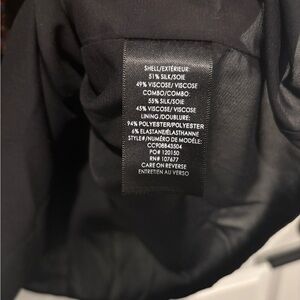 SHELL/EXTÉRIEUR:
51% SILK/SOIE
49% VISCOSE/ VISCOSE
COMBO/COMBO:
55% SILK/SOIE
45% VISCOSE/ VISCOSE
LINING /DOUBLURE:
94% POLYESTER/POLYESTER
6% ELASTANE/ÉLASTHANNE
STYLE#/NUMÉRO DE MODÈLE:
CC908843504
PO# 120150
RN# 107677
CARE ON REVERSE
ENTRETIEN AU VERSO